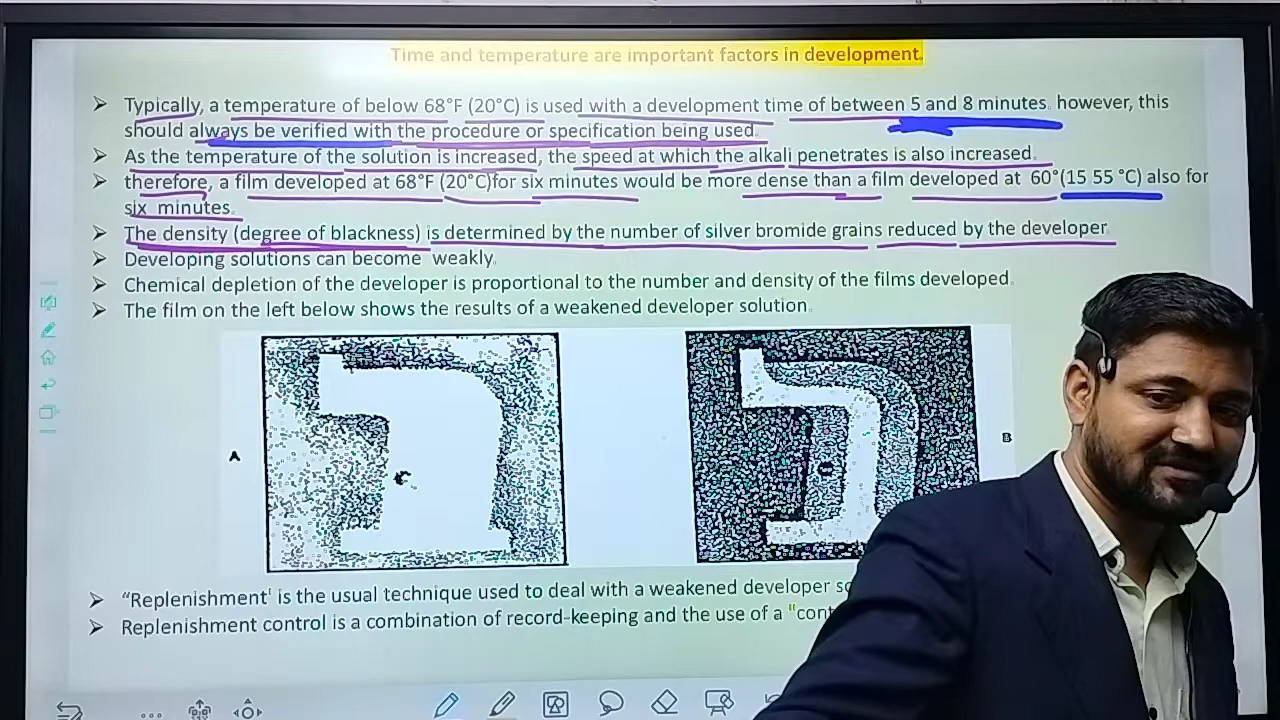 Time and temperature are important factors in development.
➢ Typically, a temperature of below 68°F (20°C) is used with a development time of between 5 and 8 minutes. however, this
should always be verified with the procedure or specification being used.
➢ As the temperature of the solution is increased, the speed at which the alkali penetrates is also increased.
➢ therefore, a film developed at 68°F (20°C)for six minutes would be more dense than a film developed at 60°(15 55 °C) also for
six minutes.
➢ The density (degree of blackness) is determined by the number of silver bromide grains reduced by the developer.
➢ Developing solutions can become weakly.
➢ Chemical depletion of the developer is proportional to the number and density of the films developed.
➢ The film on the left below shows the results of a weakened developer solution.
A
B
➢ “Replenishment' is the usual technique used to deal with a weakened developer
➢ Replenishment control is a combination of record-keeping and the use of a